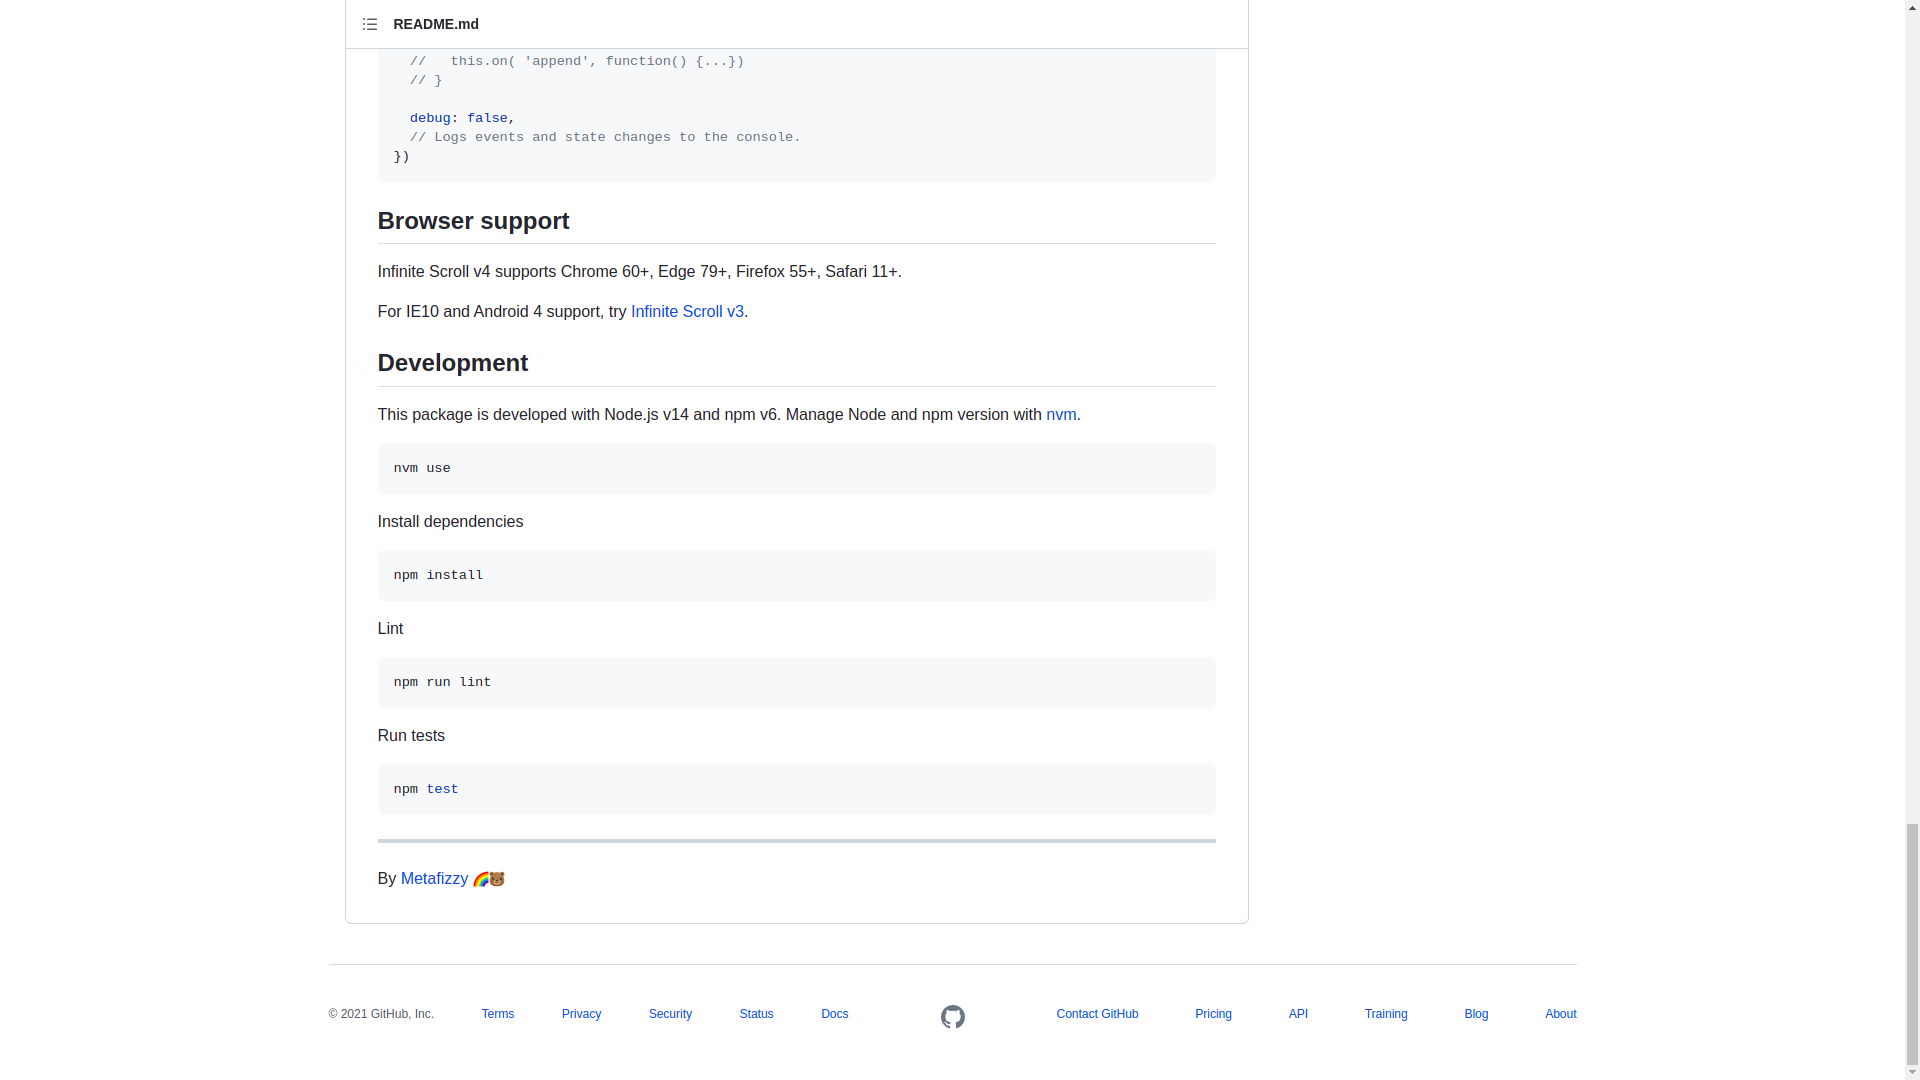 README.md
//   this.on( 'append', function() {...})
// }
debug: false,
// Logs events and state changes to the console.
})
Browser support
Infinite Scroll v4 supports Chrome 60+, Edge 79+, Firefox 55+, Safari 11+.
For IE10 and Android 4 support, try Infinite Scroll v3.
Development
This package is developed with Node.js v14 and npm v6. Manage Node and npm version with nvm.
nvm use
Install dependencies
npm install
Lint
npm run lint
Run tests
npm test
By Metafizzy 🌈🐻
© 2021 GitHub, Inc. Terms Privacy Security Status Docs Contact GitHub Pricing API Training Blog About